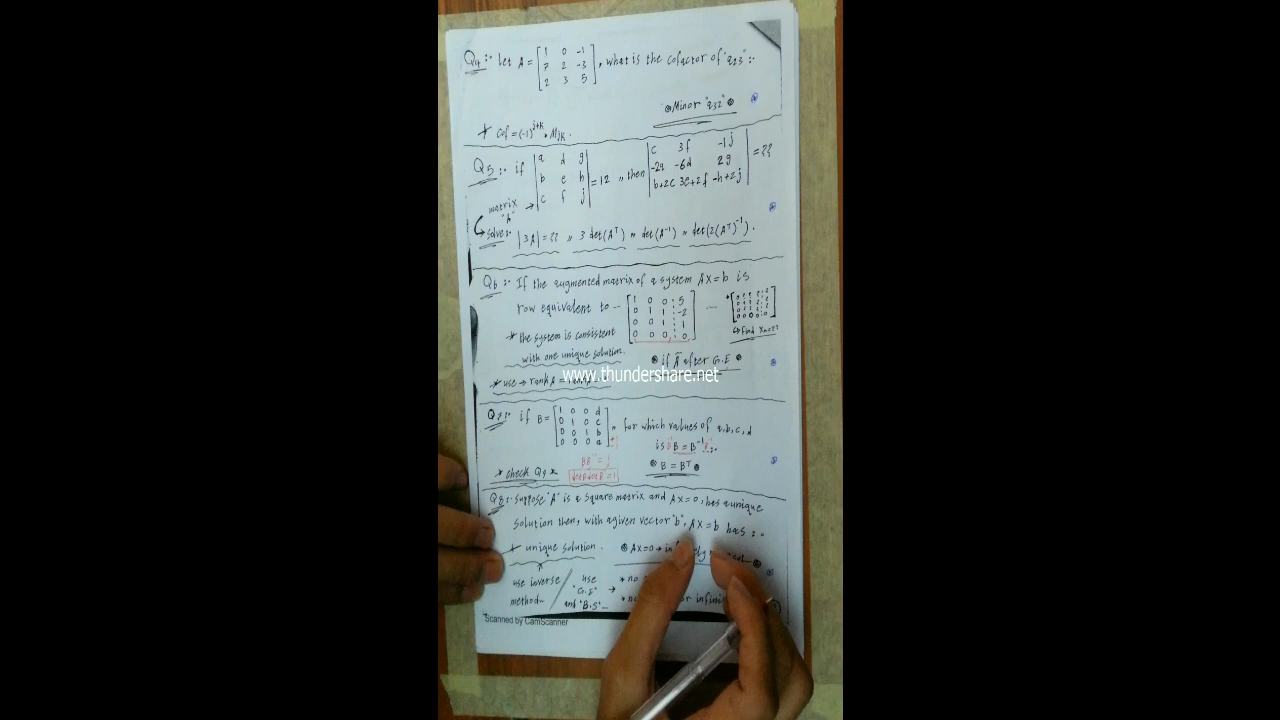 Q4:- let A = [ 1 0 -1 ; 7 2 -3 ; 2 3 5 ], what is the cofactor of "a23" :-
Minor "a32"
* Cof = (-1)^(j+k) . Mjk.
Q5:- if | a d g ; b e h ; c f j | = 12 ,, then | c 3f -1j ; -2a -6d 2g ; b+2c 3e+2f -h+2j | = ??
matrix "A"
solve:- |3A| = ?? ,, 3 det(A^T) ,, det(A^-1) ,, det(2(A^T)^-1).
Q6:- If the augmented matrix of a system AX=b is
row equivalent to - [ 1 0 0 5 ; 0 1 1 -2 ; 0 0 1 1 ; 0 0 0 0 ] ---
* the system is consistent
with one unique solution.
if Ā after G.E
↳ Find
www.thundershare.net
* use → rank A =
Q7:- if B = [ 1 0 0 d ; 0 1 0 c ; 0 0 1 b ; 0 0 0 a ] ,, for which values of a,b,c,d
is B = B^-1
B = B^T
* check Q9 *
Q8:- Suppose "A" is a square matrix and AX=0, has a unique
solution then, with a given vector "b", AX=b has :-
* unique solution.
AX=0 →
use inverse
method
use
"G.E"
and "B.S"
* no
or infini
Scanned by CamScanner